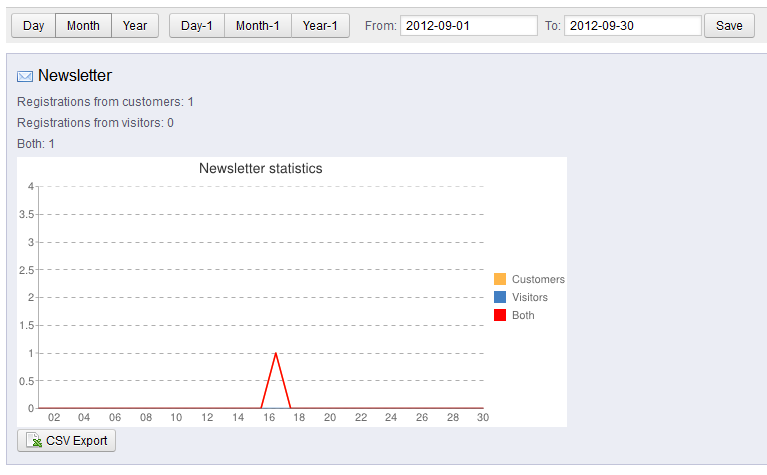 Day Month Year Day-1 Month-1 Year-1 From: 2012-09-01 To: 2012-09-30 Save
Newsletter
Registrations from customers: 1
Registrations from visitors: 0
Both: 1
Newsletter statistics
4
3.5
3
2.5
2
1.5
1
0.5
0
02 04 06 08 10 12 14 16 18 20 22 24 26 28 30
Customers
Visitors
Both
CSV Export